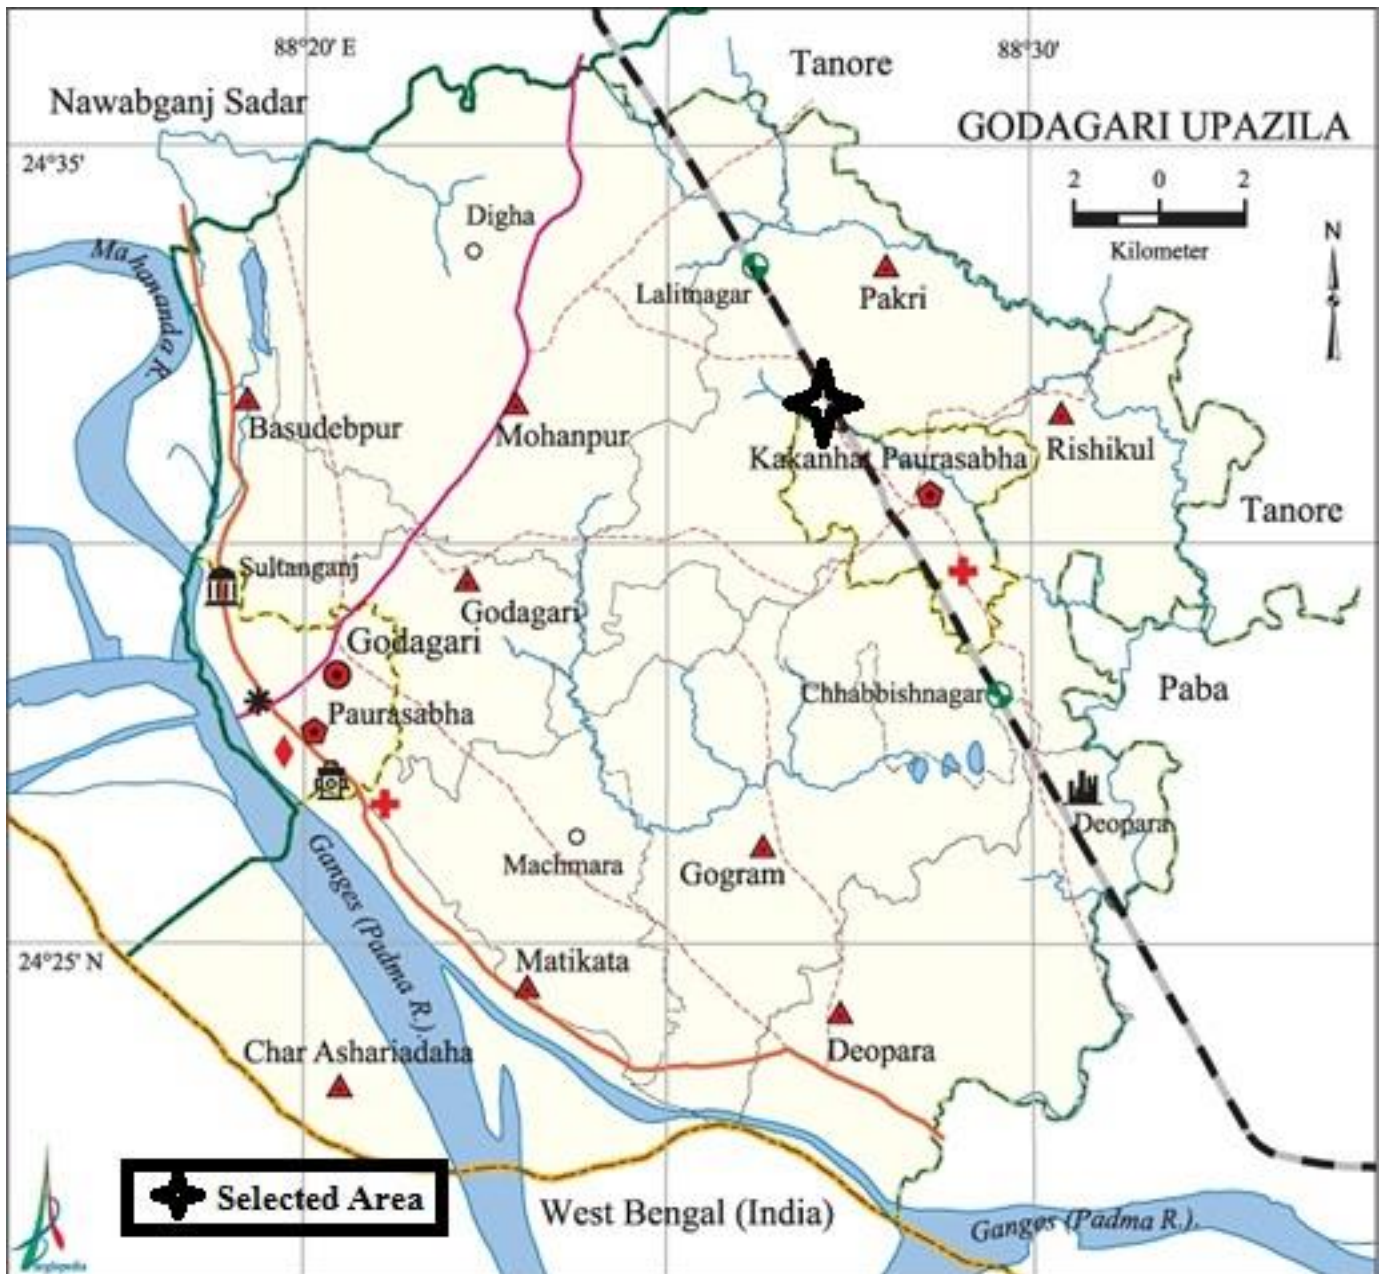 88°20' E
88°30'
Tanore
Nawabganj Sadar
GODAGARI UPAZILA
24°35'
2 0 2
Kilometer
N
Digha
Mahananda R.
Lalitnagar
Pakri
Basudebpur
Mohanpur
Kakanhat Paurasabha
Rishikul
Tanore
Sultanganj
Godagari
Godagari
Paurasabha
Chhabbishnagar
Paba
Deopara
Machmara
Gogram
Ganges (Padma R.).
24°25' N
Matikata
Char Ashariadaha
Deopara
Selected Area
West Bengal (India)
Ganges (Padma R.).